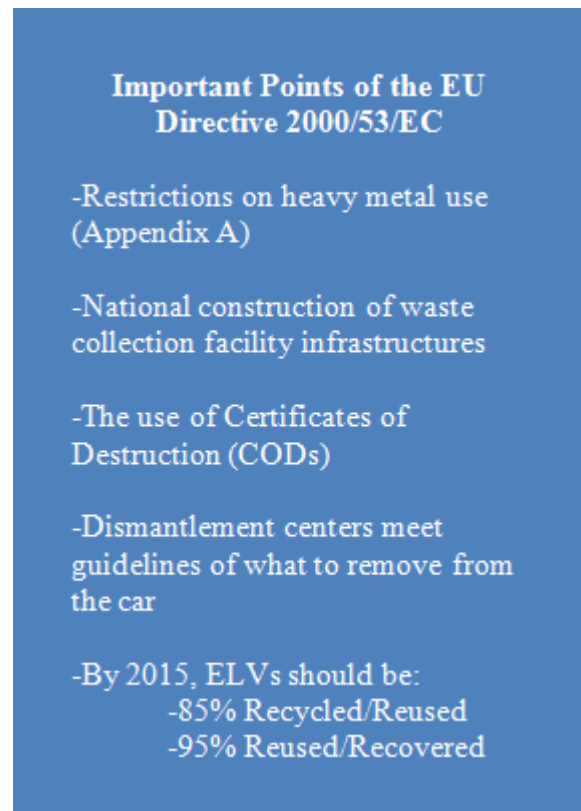 Important Points of the EU
Directive 2000/53/EC
-Restrictions on heavy metal use
(Appendix A)
-National construction of waste
collection facility infrastructures
-The use of Certificates of
Destruction (CODs)
-Dismantlement centers meet
guidelines of what to remove from
the car
-By 2015, ELVs should be:
-85% Recycled/Reused
-95% Reused/Recovered